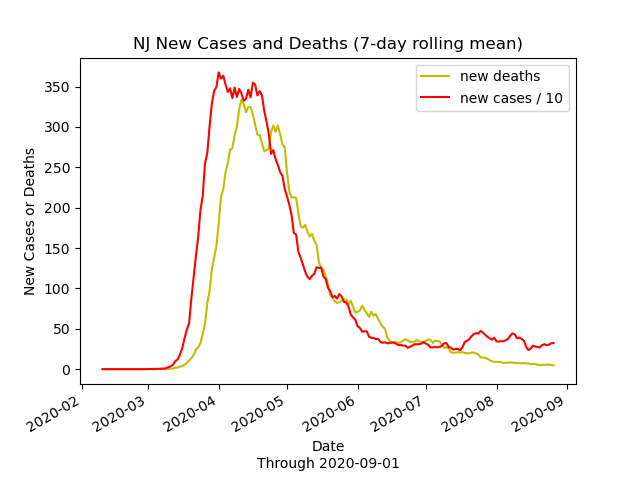 NJ New Cases and Deaths (7-day rolling mean)
new deaths
new cases / 10
New Cases or Deaths
350
300
250
200
150
100
50
0
2020-02
2020-03
2020-04
2020-05
2020-06
2020-07
2020-08
2020-09
Date
Through 2020-09-01